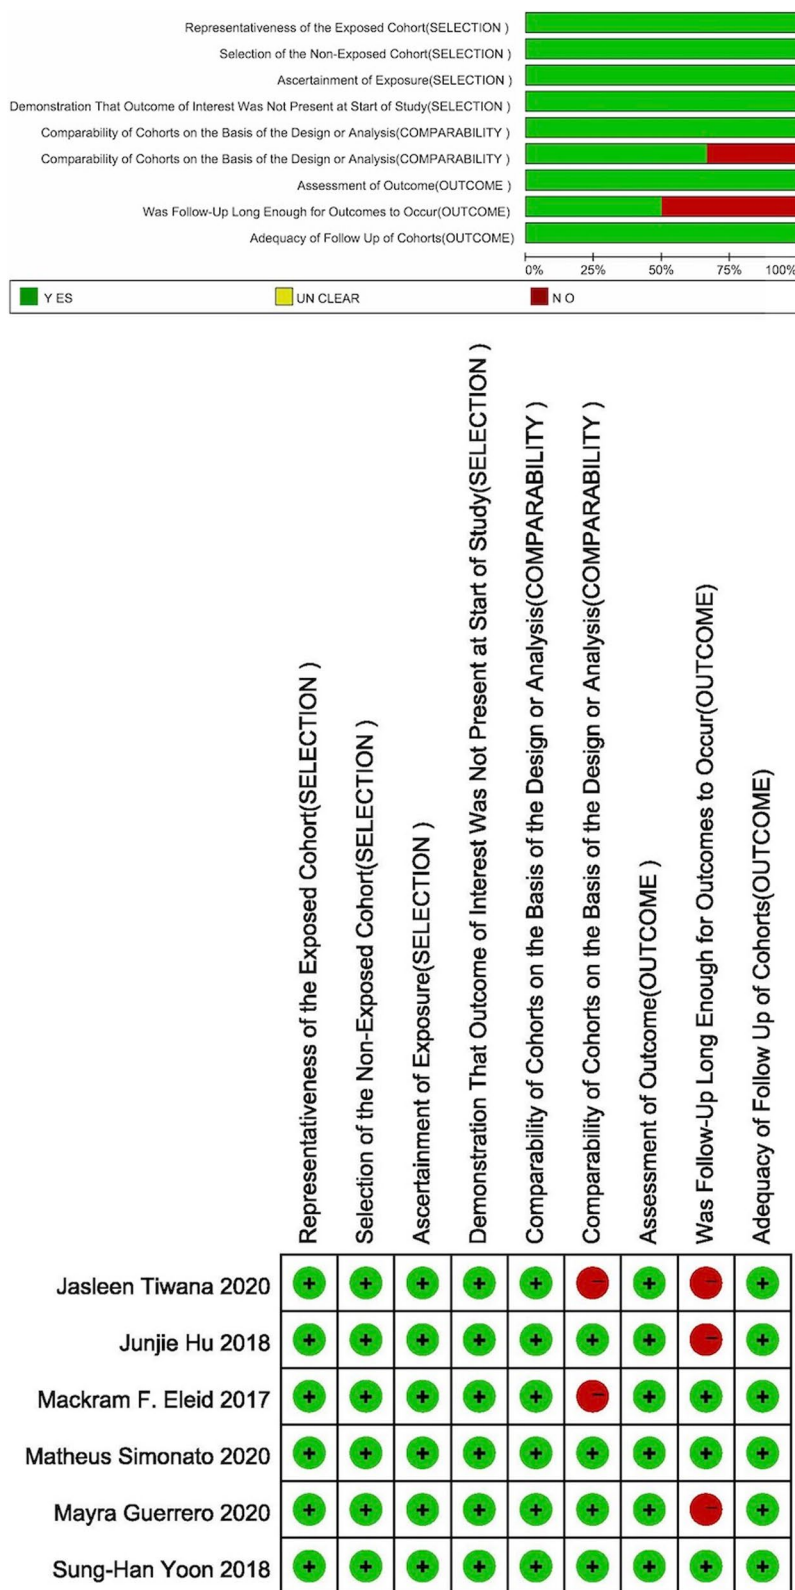 Representativeness of the Exposed Cohort(SELECTION )
Selection of the Non-Exposed Cohort(SELECTION )
Ascertainment of Exposure(SELECTION )
Demonstration That Outcome of Interest Was Not Present at Start of Study(SELECTION )
Comparability of Cohorts on the Basis of the Design or Analysis(COMPARABILITY )
Comparability of Cohorts on the Basis of the Design or Analysis(COMPARABILITY )
Assessment of Outcome(OUTCOME )
Was Follow-Up Long Enough for Outcomes to Occur(OUTCOME)
Adequacy of Follow Up of Cohorts(OUTCOME)
0% 25% 50% 75% 100%
Y ES UN CLEAR N O
Representativeness of the Exposed Cohort(SELECTION )
Selection of the Non-Exposed Cohort(SELECTION )
Ascertainment of Exposure(SELECTION )
Demonstration That Outcome of Interest Was Not Present at Start of Study(SELECTION )
Comparability of Cohorts on the Basis of the Design or Analysis(COMPARABILITY )
Comparability of Cohorts on the Basis of the Design or Analysis(COMPARABILITY )
Assessment of Outcome(OUTCOME )
Was Follow-Up Long Enough for Outcomes to Occur(OUTCOME)
Adequacy of Follow Up of Cohorts(OUTCOME)
Jasleen Tiwana 2020 + + + + + - + - +
Junjie Hu 2018 + + + + + + + - +
Mackram F. Eleid 2017 + + + + + - + + +
Matheus Simonato 2020 + + + + + + + + +
Mayra Guerrero 2020 + + + + + + + - +
Sung-Han Yoon 2018 + + + + + + + + +